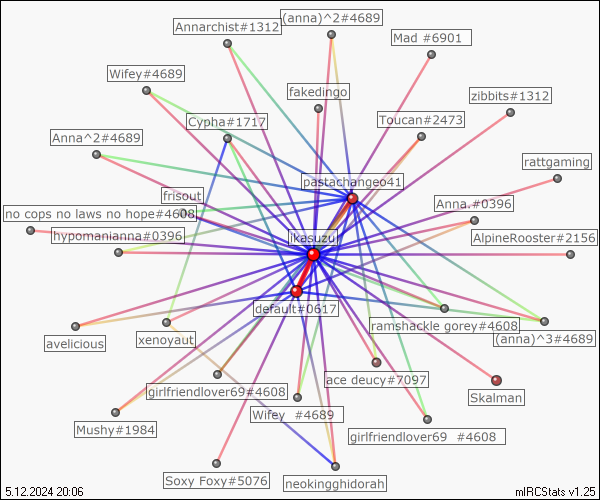 (anna)^2#4689
Annarchist#1312
Mad #6901
Wifey#4689
fakedingo
zibbits#1312
Cypha#1717
Toucan#2473
Anna^2#4689
rattgaming
pastachangeo41
frisout
Anna.#0396
no cops no laws no hope#4608
hypomanianna#0396
ikasuzu
AlpineRooster#2156
default#0617
ramshackle gorey#4608
avelicious
xenoyaut
(anna)^3#4689
ace deucy#7097
girlfriendlover69#4608
Skalman
Wifey #4689
Mushy#1984
girlfriendlover69 #4608
Soxy Foxy#5076
neokingghidorah
5.12.2024 20:06
mIRCStats v1.25